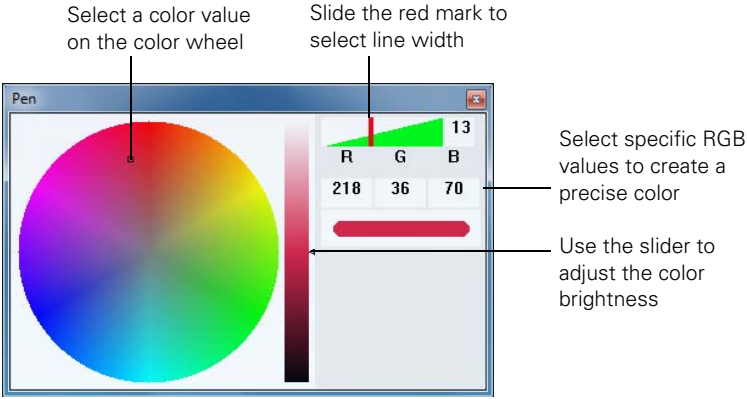 Select a color value
on the color wheel
Slide the red mark to
select line width
Pen
13
R G B
218 36 70
Select specific RGB
values to create a
precise color
Use the slider to
adjust the color
brightness